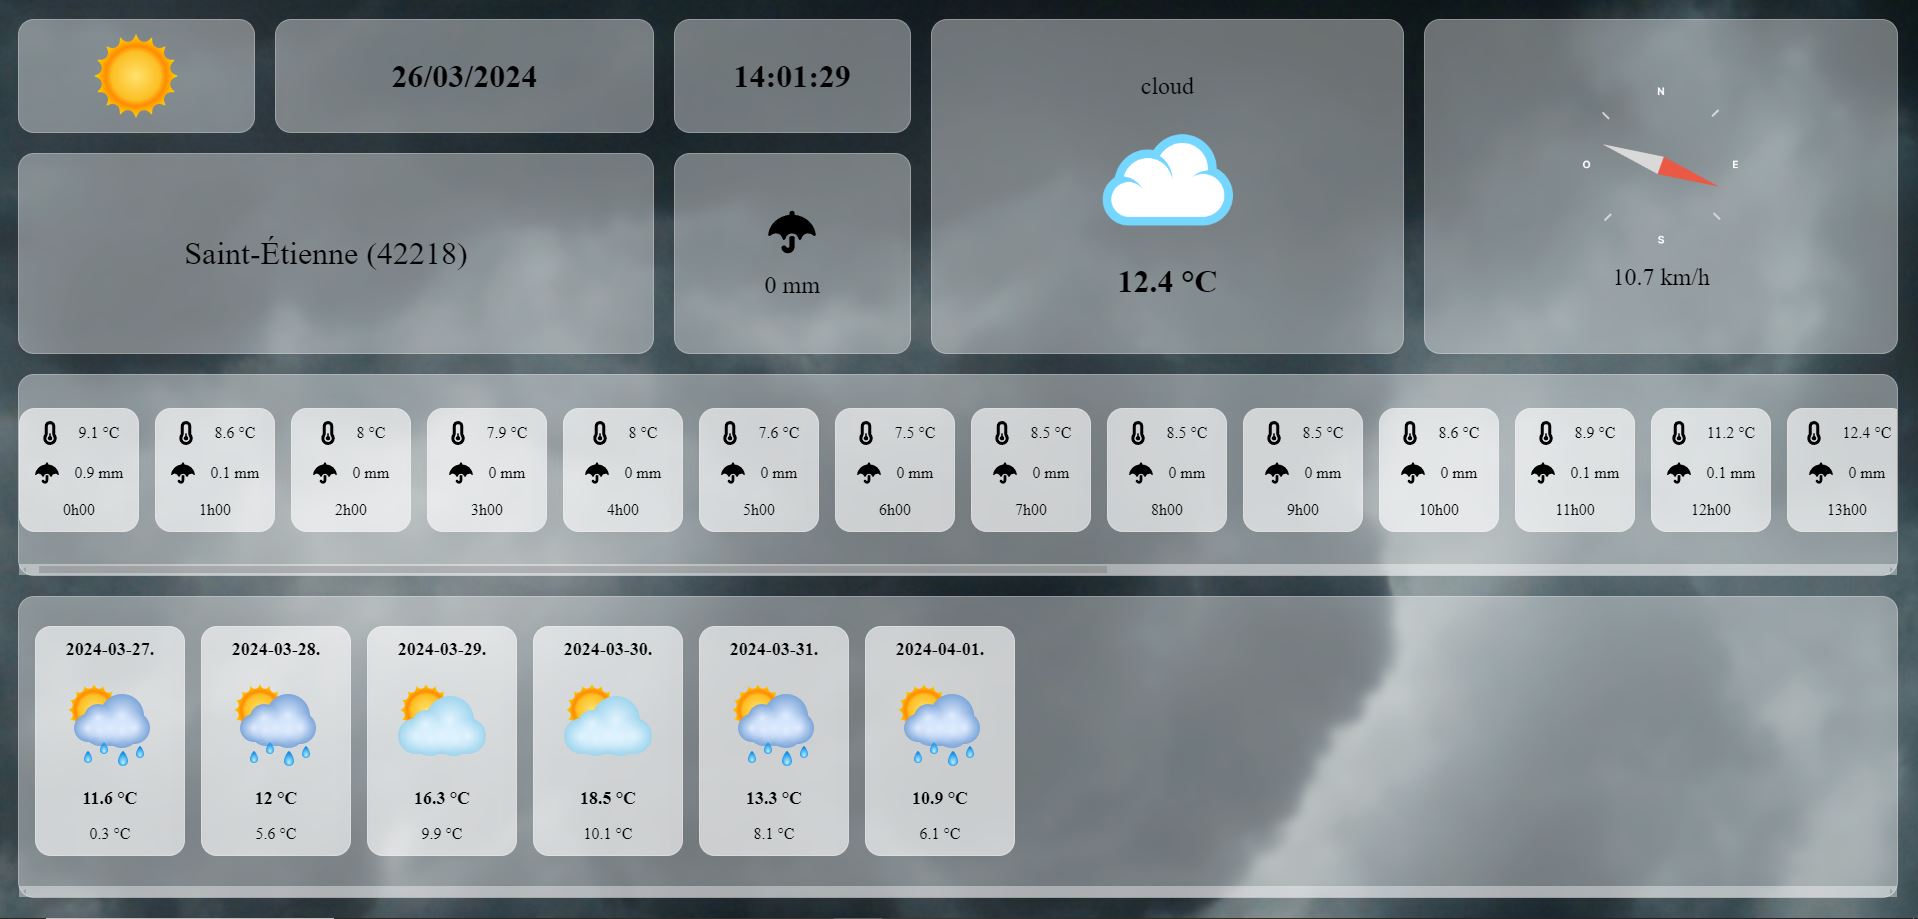 26/03/2024
14:01:29
Saint-Étienne (42218)
0 mm
cloud
12.4 °C
N
O
E
S
10.7 km/h
9.1 °C
0.9 mm
0h00
8.6 °C
0.1 mm
1h00
8 °C
0 mm
2h00
7.9 °C
0 mm
3h00
8 °C
0 mm
4h00
7.6 °C
0 mm
5h00
7.5 °C
0 mm
6h00
8.5 °C
0 mm
7h00
8.5 °C
0 mm
8h00
8.5 °C
0 mm
9h00
8.6 °C
0 mm
10h00
8.9 °C
0.1 mm
11h00
11.2 °C
0.1 mm
12h00
12.4 °C
0 mm
13h00
2024-03-27.
11.6 °C
0.3 °C
2024-03-28.
12 °C
5.6 °C
2024-03-29.
16.3 °C
9.9 °C
2024-03-30.
18.5 °C
10.1 °C
2024-03-31.
13.3 °C
8.1 °C
2024-04-01.
10.9 °C
6.1 °C